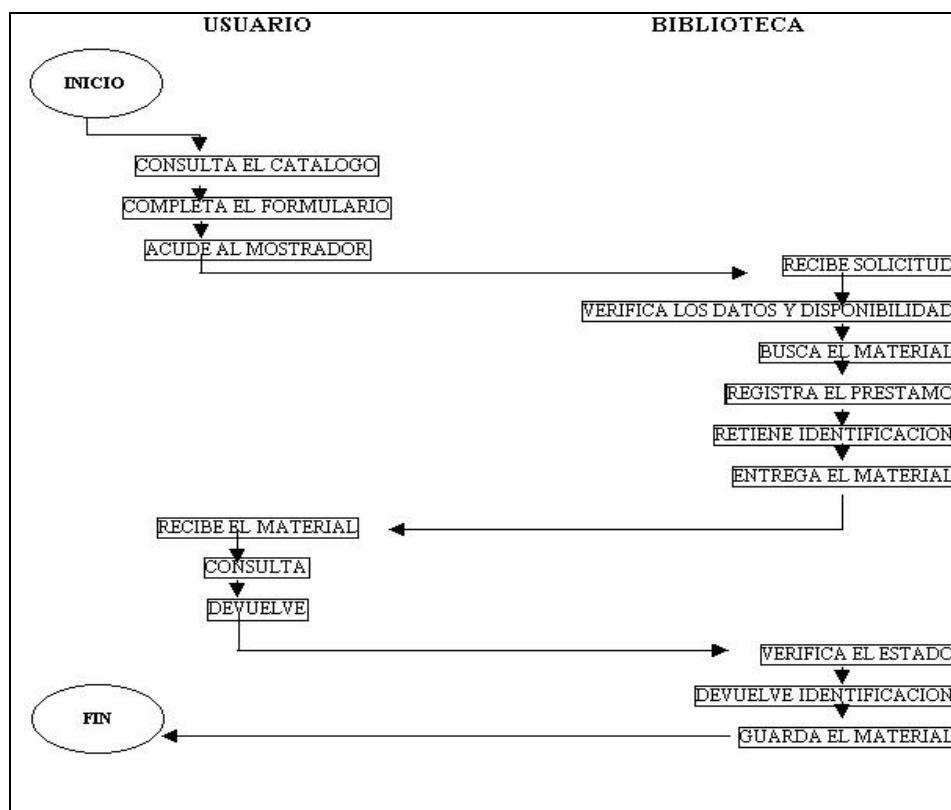 USUARIO
BIBLIOTECA
INICIO
CONSULTA EL CATALOGO
COMPLETA EL FORMULARIO
ACUDE AL MOSTRADOR
RECIBE SOLICITUD
VERIFICA LOS DATOS Y DISPONIBILIDAD
BUSCA EL MATERIAL
REGISTRA EL PRESTAMO
RETIENE IDENTIFICACION
ENTREGA EL MATERIAL
RECIBE EL MATERIAL
CONSULTA
DEVUELVE
VERIFICA EL ESTADO
DEVUELVE IDENTIFICACION
GUARDA EL MATERIAL
FIN